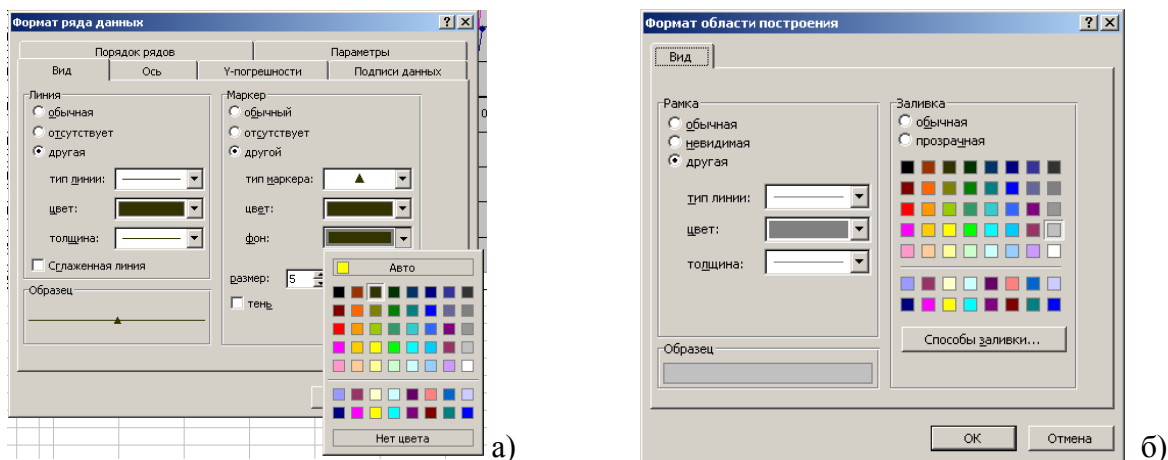 Формат ряда данных
Порядок рядов
Параметры
Вид
Ось
Y-погрешности
Подписи данных
Линия
обычная
отсутствует
другая
тип линии:
цвет:
толщина:
Сглаженная линия
Образец
Маркер
обычный
отсутствует
другой
тип маркера:
цвет:
фон:
размер: 5
тень
Авто
Нет цвета
а)
Формат области построения
Вид
Рамка
обычная
невидимая
другая
тип линии:
цвет:
толщина:
Образец
Заливка
обычная
прозрачная
Способы заливки...
ОК
Отмена
б)